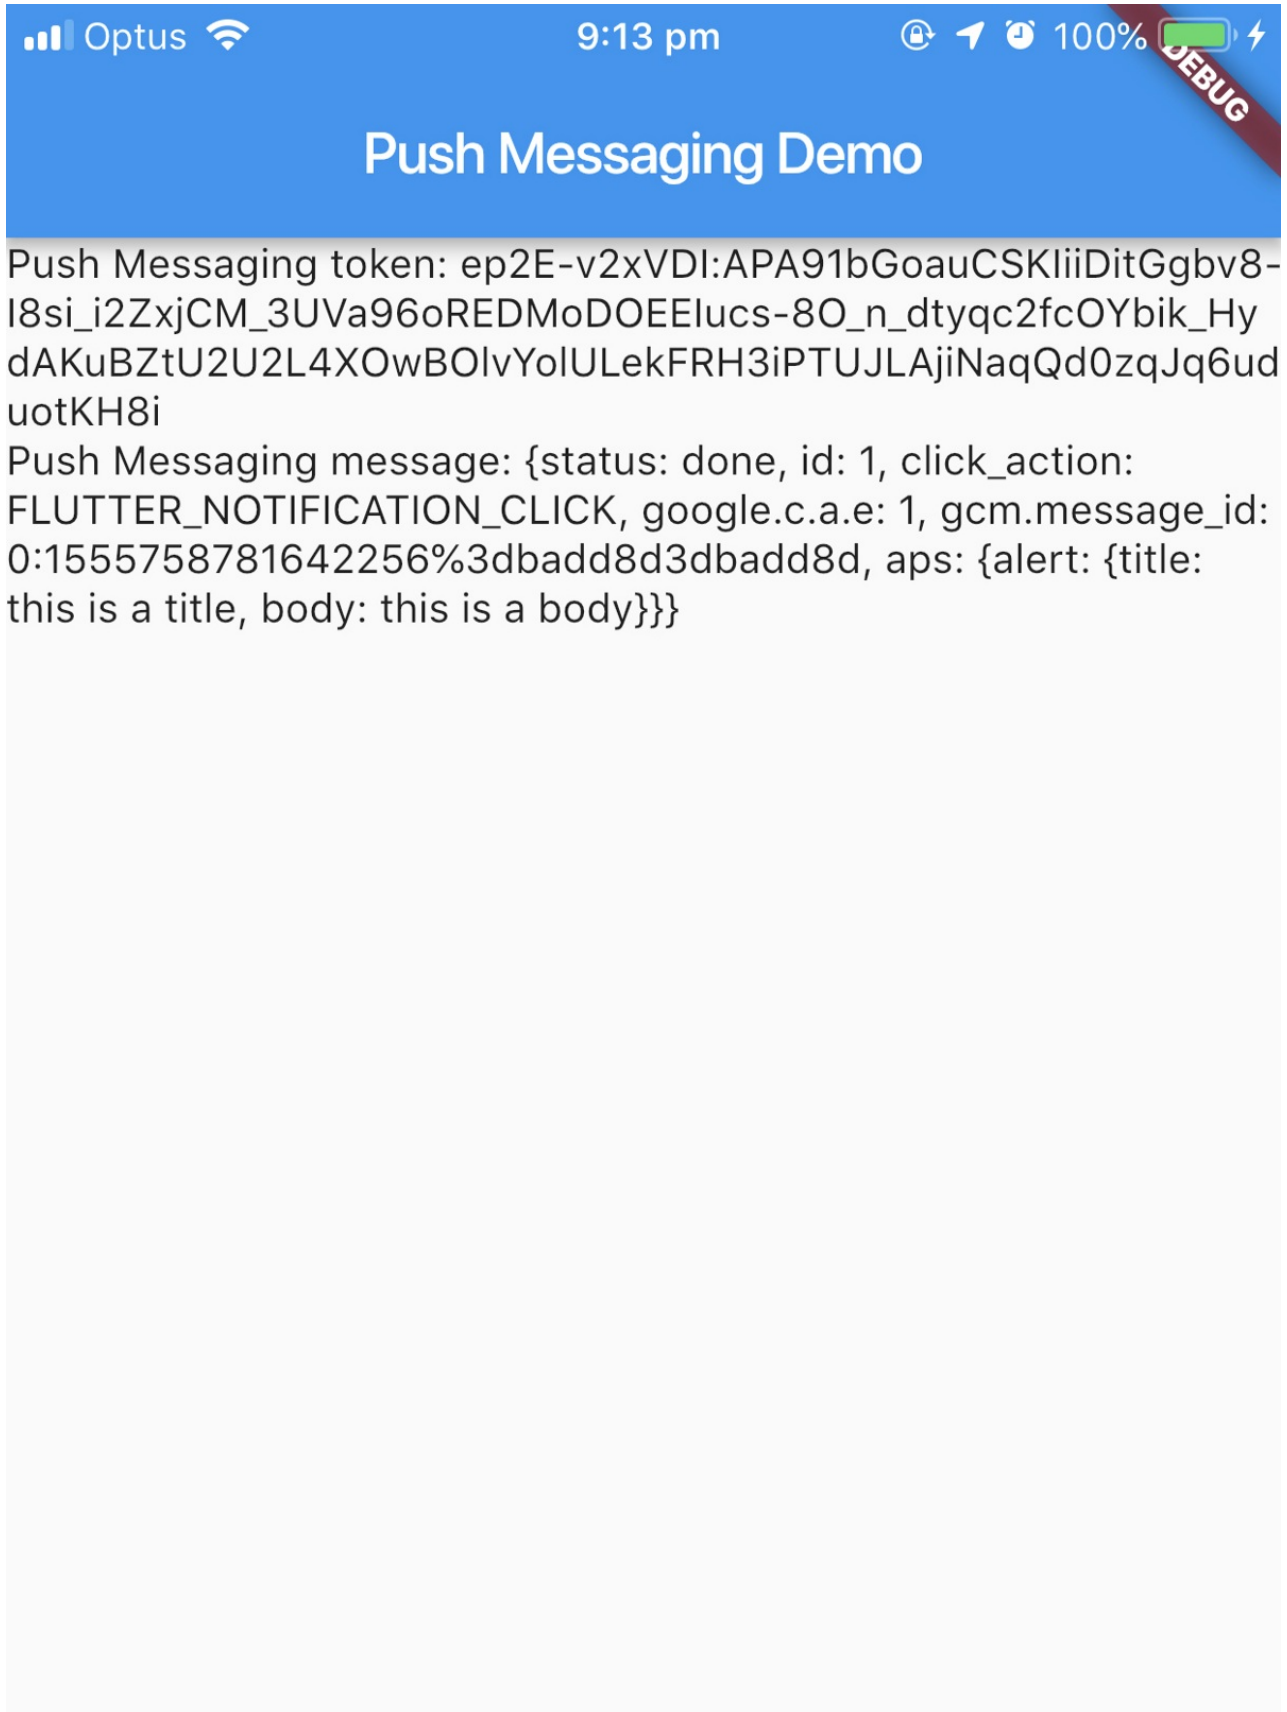 Optus 9:13 pm 100%
DEBUG
Push Messaging Demo
Push Messaging token: ep2E-v2xVDI:APA91bGoauCSKIiiDitGgbv8-
I8si_i2ZxjCM_3UVa96oREDMoDOEEIucs-8O_n_dtyqc2fcOYbik_Hy
dAKuBZtU2U2L4XOwBOlvYolULekFRH3iPTUJLAjiNaqQd0zqJq6ud
uotKH8i
Push Messaging message: {status: done, id: 1, click_action:
FLUTTER_NOTIFICATION_CLICK, google.c.a.e: 1, gcm.message_id:
0:1555758781642256%3dbadd8d3dbadd8d, aps: {alert: {title:
this is a title, body: this is a body}}}